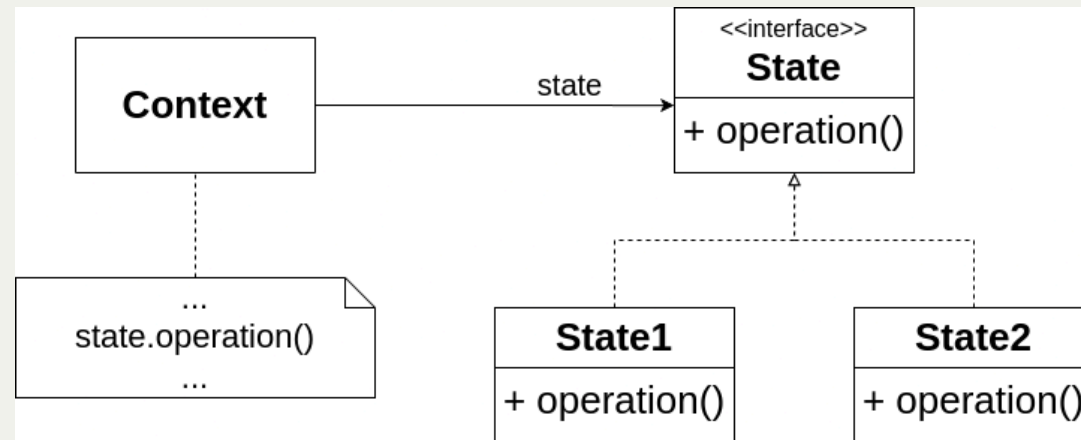 <<interface>>
State
+ operation()
Context
state
...
state.operation()
...
State1
+ operation()
State2
+ operation()